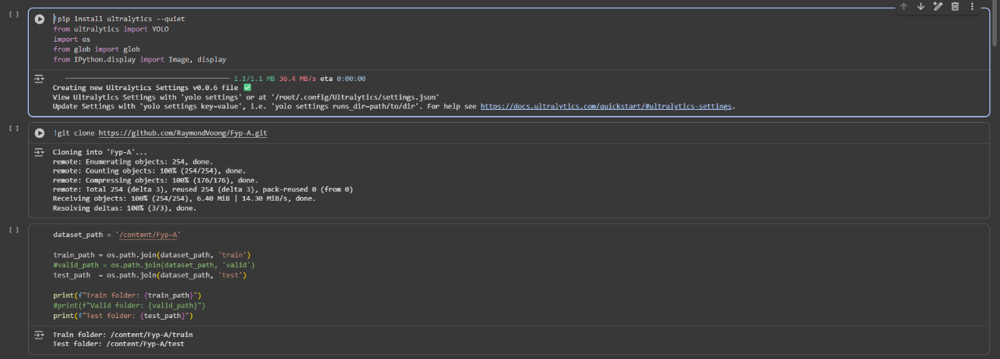 [ ]
!pip install ultralytics --quiet
from ultralytics import YOLO
import os
from glob import glob
from IPython.display import Image, display
1.1/1.1 MB 36.4 MB/s eta 0:00:00
Creating new Ultralytics Settings v0.0.6 file ✅
View Ultralytics Settings with 'yolo settings' or at '/root/.config/Ultralytics/settings.json'
Update Settings with 'yolo settings key=value', i.e. 'yolo settings runs_dir=path/to/dir'. For help see https://docs.ultralytics.com/quickstart/#ultralytics-settings.
[ ]
!git clone https://github.com/RaymondVoong/Fyp-A.git
Cloning into 'Fyp-A'...
remote: Enumerating objects: 254, done.
remote: Counting objects: 100% (254/254), done.
remote: Compressing objects: 100% (176/176), done.
remote: Total 254 (delta 3), reused 254 (delta 3), pack-reused 0 (from 0)
Receiving objects: 100% (254/254), 6.40 MiB | 14.30 MiB/s, done.
Resolving deltas: 100% (3/3), done.
[ ]
dataset_path = '/content/Fyp-A'
train_path = os.path.join(dataset_path, 'train')
#valid_path = os.path.join(dataset_path, 'valid')
test_path  = os.path.join(dataset_path, 'test')
print(f"Train folder: {train_path}")
#print(f"Valid folder: {valid_path}")
print(f"Test folder: {test_path}")
Train folder: /content/Fyp-A/train
Test folder: /content/Fyp-A/test